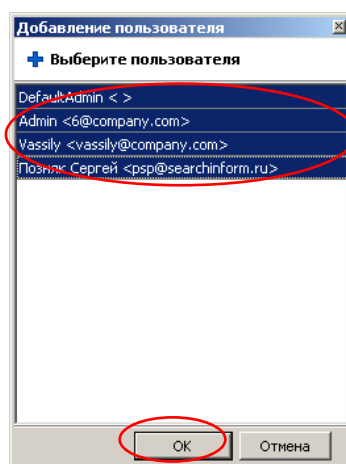 Добавление пользователя
Выберите пользователя
DefaultAdmin < >
Admin <6@company.com>
Vassily <vassily@company.com>
Позняк Сергей <psp@searchinform.ru>
OK
Отмена